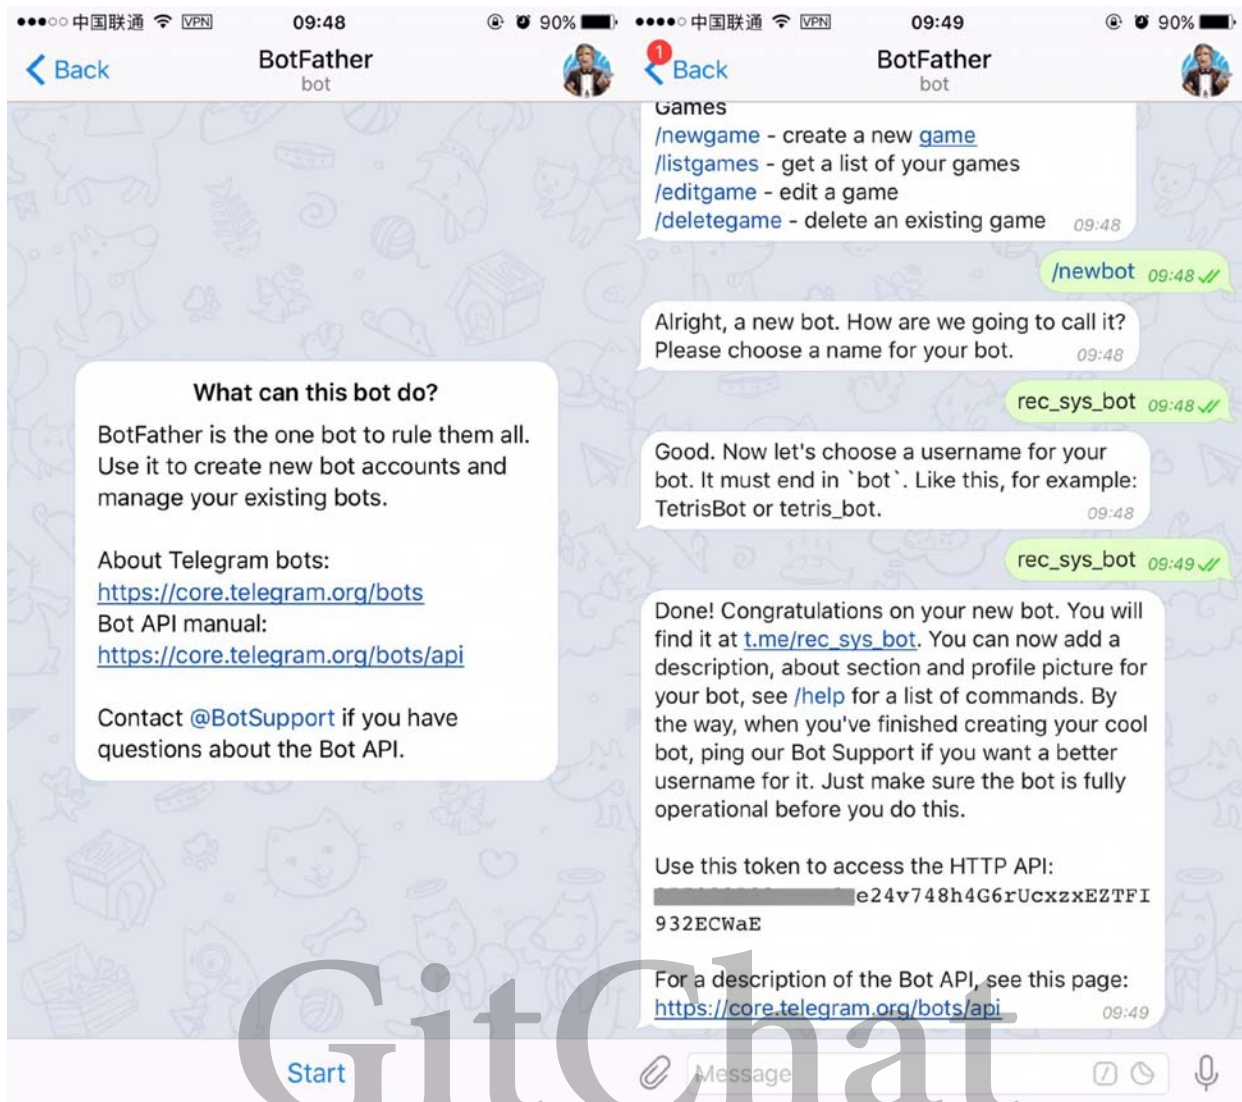 中国联通 VPN 09:48 90%
Back
BotFather
bot
What can this bot do?
BotFather is the one bot to rule them all.
Use it to create new bot accounts and
manage your existing bots.
About Telegram bots:
https://core.telegram.org/bots
Bot API manual:
https://core.telegram.org/bots/api
Contact @BotSupport if you have
questions about the Bot API.
Start
中国联通 VPN 09:49 90%
1
Back
BotFather
bot
Games
/newgame - create a new game
/listgames - get a list of your games
/editgame - edit a game
/deletegame - delete an existing game 09:48
/newbot 09:48
Alright, a new bot. How are we going to call it?
Please choose a name for your bot. 09:48
rec_sys_bot 09:48
Good. Now let's choose a username for your
bot. It must end in `bot`. Like this, for example:
TetrisBot or tetris_bot. 09:48
rec_sys_bot 09:49
Done! Congratulations on your new bot. You will
find it at t.me/rec_sys_bot. You can now add a
description, about section and profile picture for
your bot, see /help for a list of commands. By
the way, when you've finished creating your cool
bot, ping our Bot Support if you want a better
username for it. Just make sure the bot is fully
operational before you do this.
Use this token to access the HTTP API:
e24v748h4G6rUcxzxEZTFI
932ECWaE
For a description of the Bot API, see this page:
https://core.telegram.org/bots/api 09:49
Message
GitChat